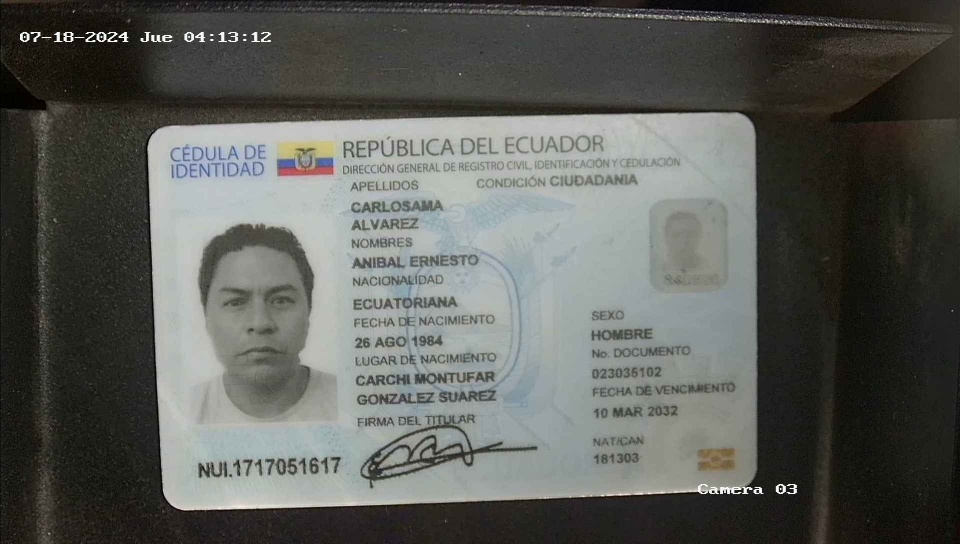 07-18-2024 Jue 04:13:12
CÉDULA DE
IDENTIDAD
REPÚBLICA DEL ECUADOR
DIRECCIÓN GENERAL DE REGISTRO CIVIL, IDENTIFICACIÓN Y CEDULACIÓN
APELLIDOS
CONDICIÓN CIUDADANIA
CARLOSAMA
ALVAREZ
NOMBRES
ANIBAL ERNESTO
NACIONALIDAD
ECUATORIANA
FECHA DE NACIMIENTO
26 AGO 1984
LUGAR DE NACIMIENTO
CARCHI MONTUFAR
GONZALEZ SUAREZ
FIRMA DEL TITULAR
SEXO
HOMBRE
No. DOCUMENTO
023035102
FECHA DE VENCIMIENTO
10 MAR 2032
NAT/CAN
181303
NUI.1717051617
Camera 03